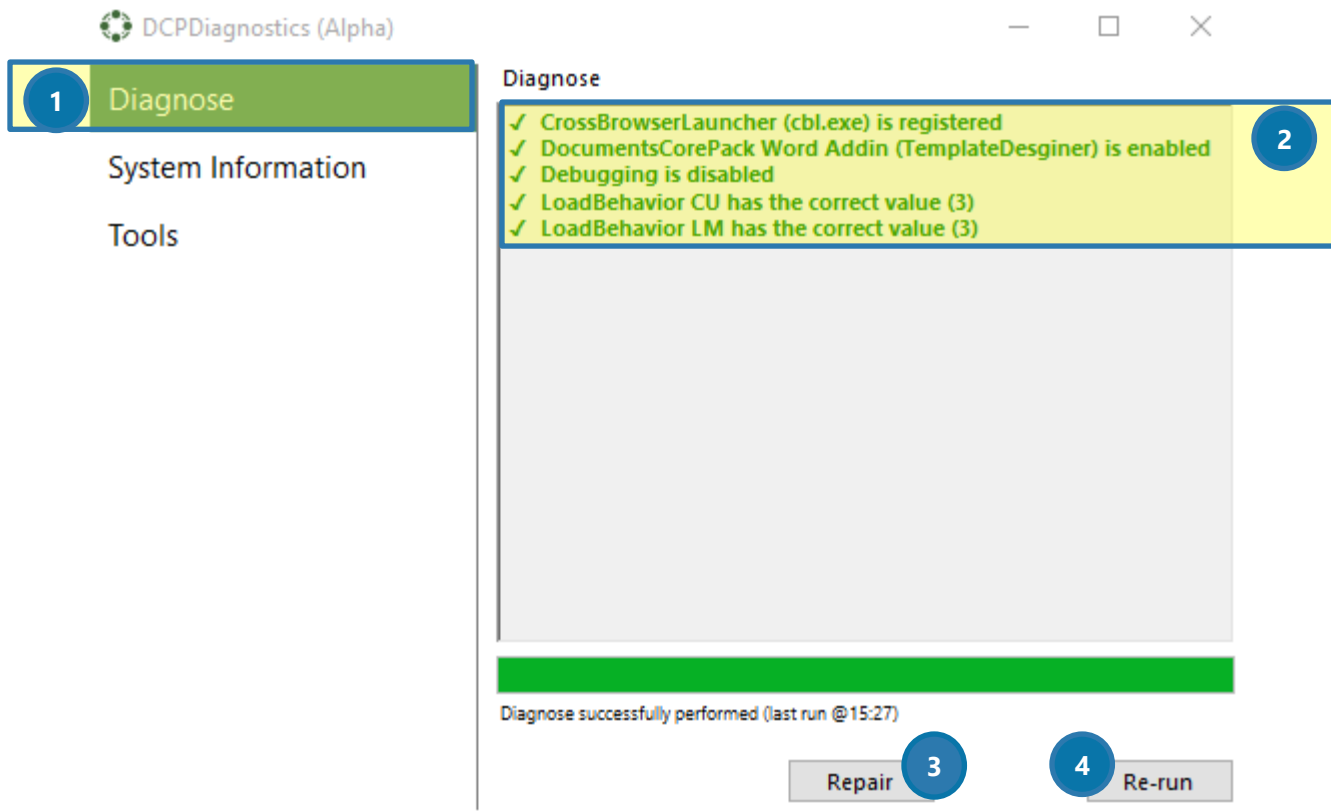 DCPDiagnostics (Alpha)
1
Diagnose
System Information
Tools
Diagnose
✓ CrossBrowserLauncher (cbl.exe) is registered
✓ DocumentsCorePack Word Addin (TemplateDesginer) is enabled
✓ Debugging is disabled
✓ LoadBehavior CU has the correct value (3)
✓ LoadBehavior LM has the correct value (3)
2
Diagnose successfully performed (last run @15:27)
Repair
3
4
Re-run